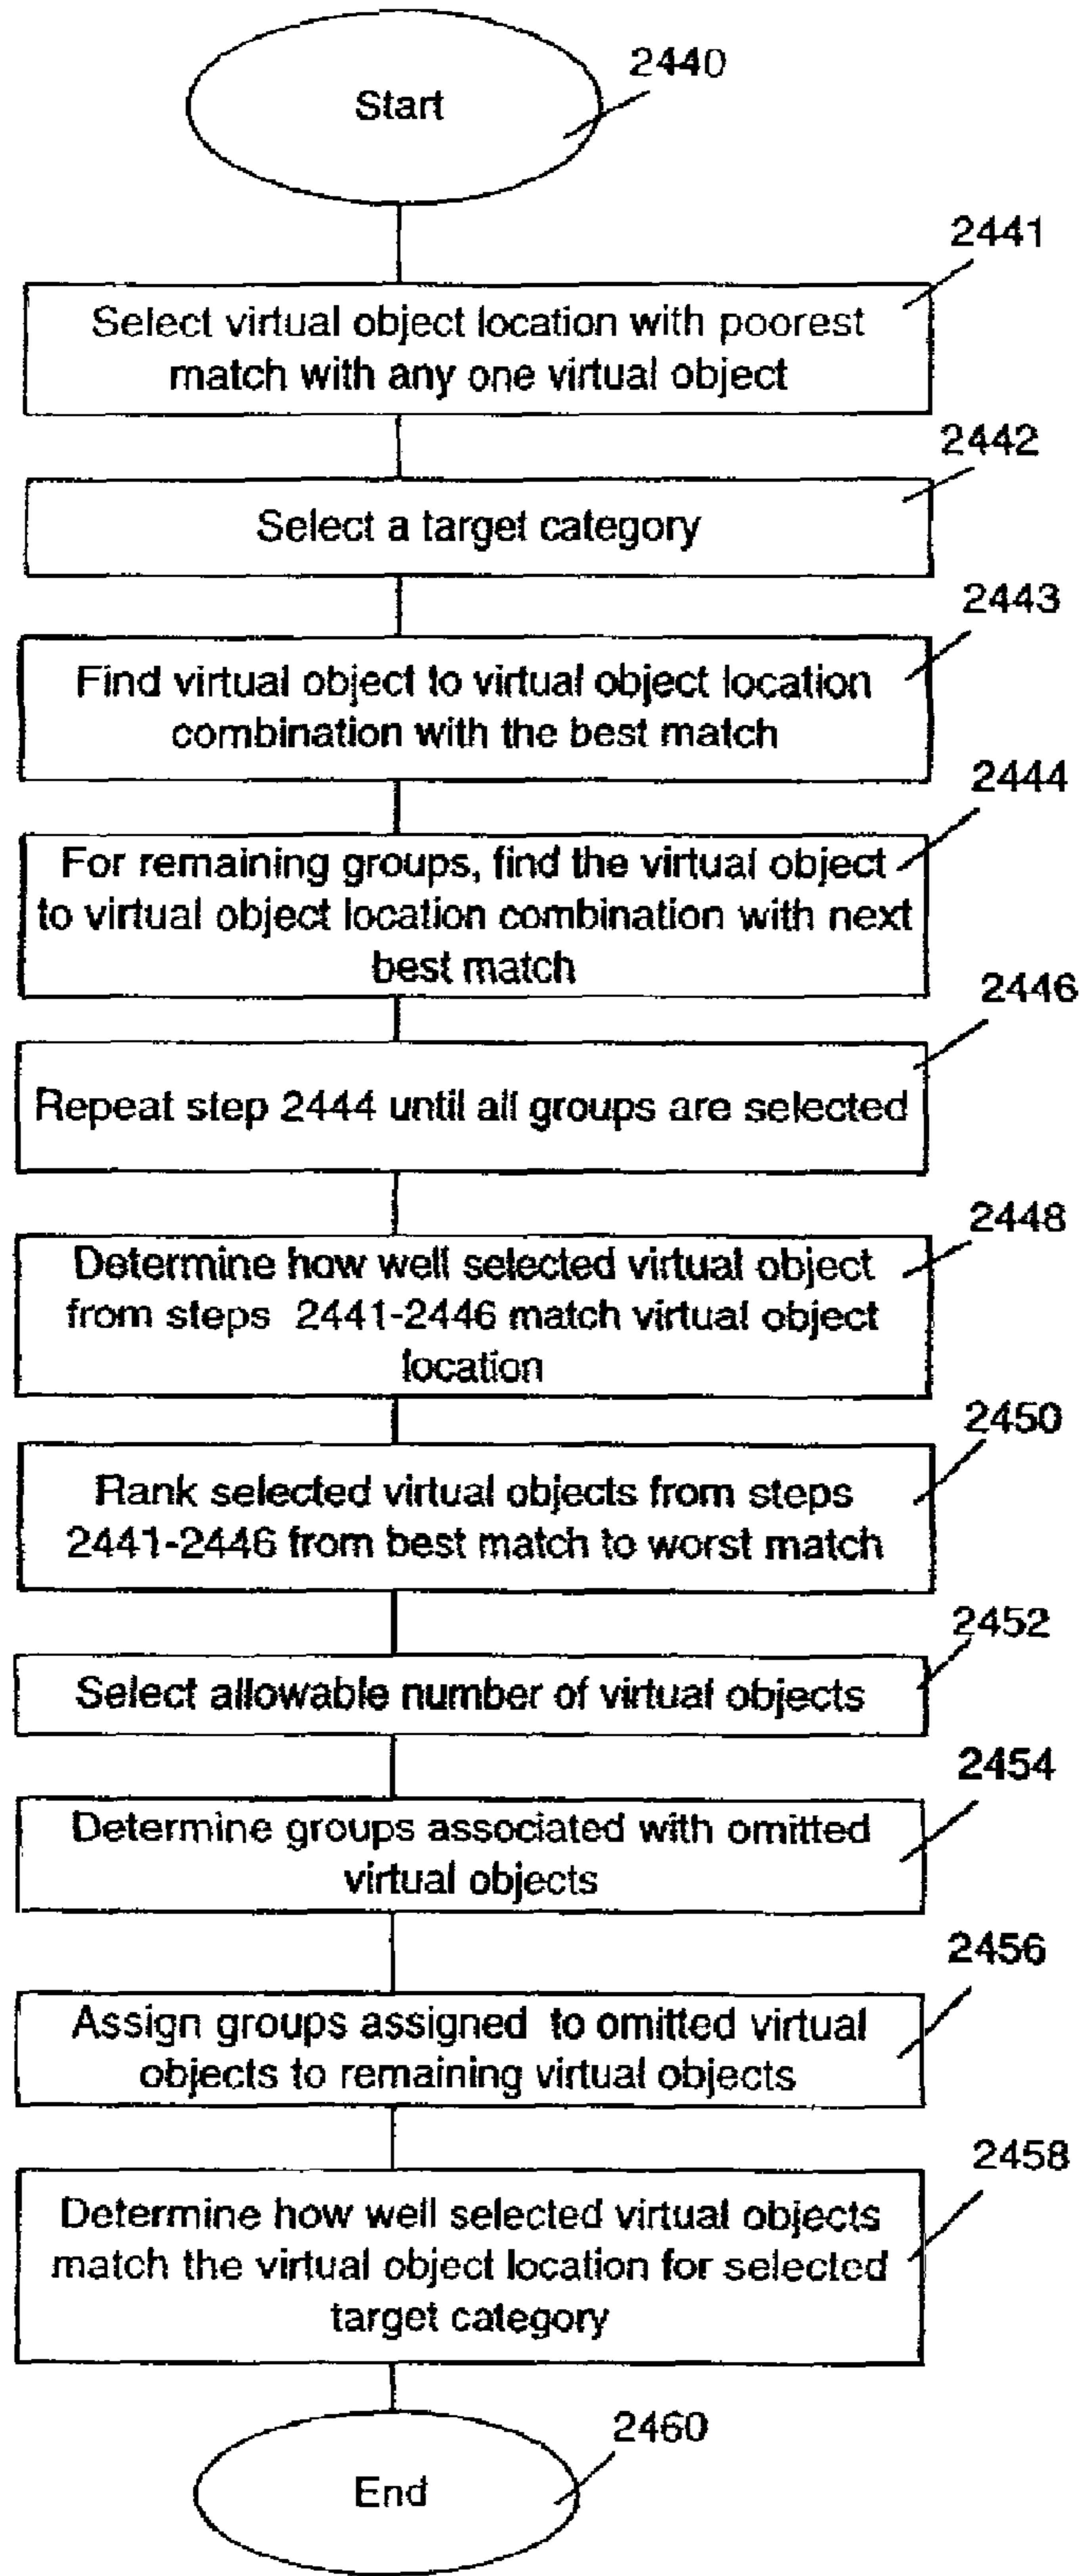 Start
2440
2441
Select virtual object location with poorest
match with any one virtual object
2442
Select a target category
2443
Find virtual object to virtual object location
combination with the best match
2444
For remaining groups, find the virtual object
to virtual object location combination with next
best match
2446
Repeat step 2444 until all groups are selected
2448
Determine how well selected virtual object
from steps 2441-2446 match virtual object
location
2450
Rank selected virtual objects from steps
2441-2446 from best match to worst match
2452
Select allowable number of virtual objects
2454
Determine groups associated with omitted
virtual objects
2456
Assign groups assigned to omitted virtual
objects to remaining virtual objects
2458
Determine how well selected virtual objects
match the virtual object location for selected
target category
2460
End